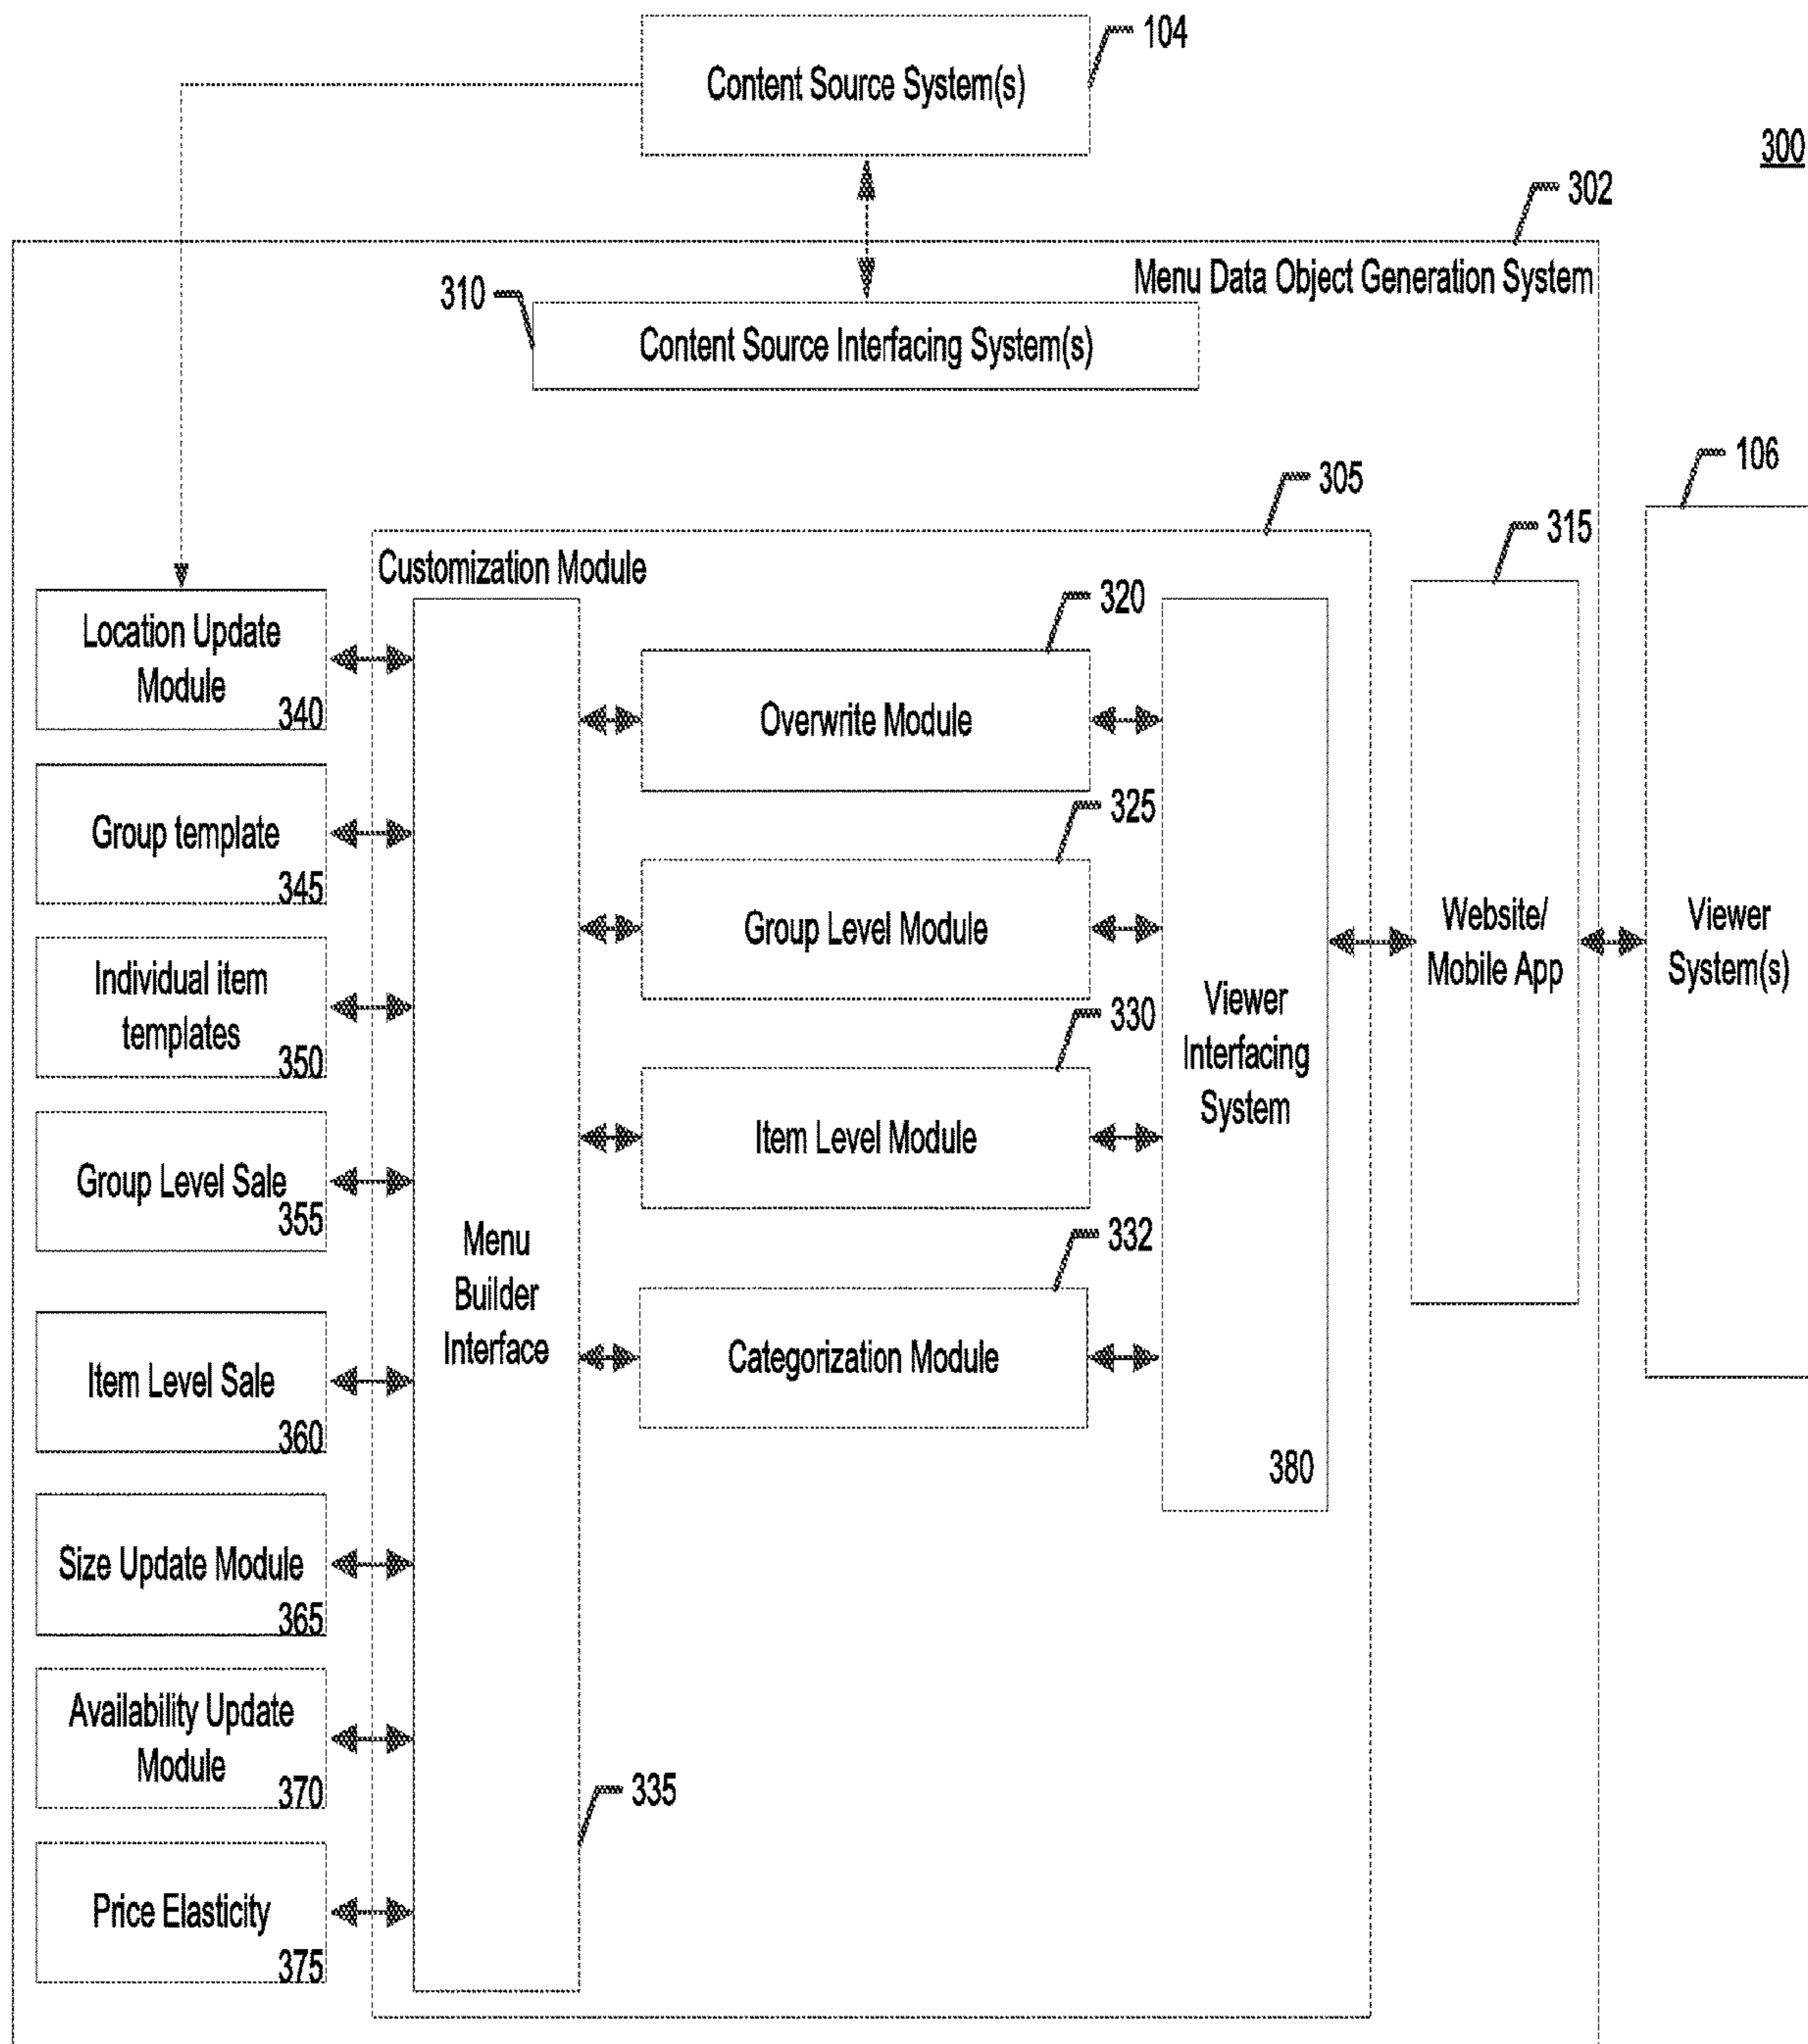 104
Content Source System(s)
300
302
Menu Data Object Generation System
310
Content Source Interfacing System(s)
106
305
315
Customization Module
320
Location Update
Module
340
Overwrite Module
325
Group template
345
Group Level Module
Website/
Mobile App
Viewer
System(s)
330
Individual item
templates
350
Viewer
Interfacing
System
380
Item Level Module
Group Level Sale
355
332
Menu
Builder
Interface
Categorization Module
Item Level Sale
360
Size Update Module
365
Availability Update
Module
370
335
Price Elasticity
375